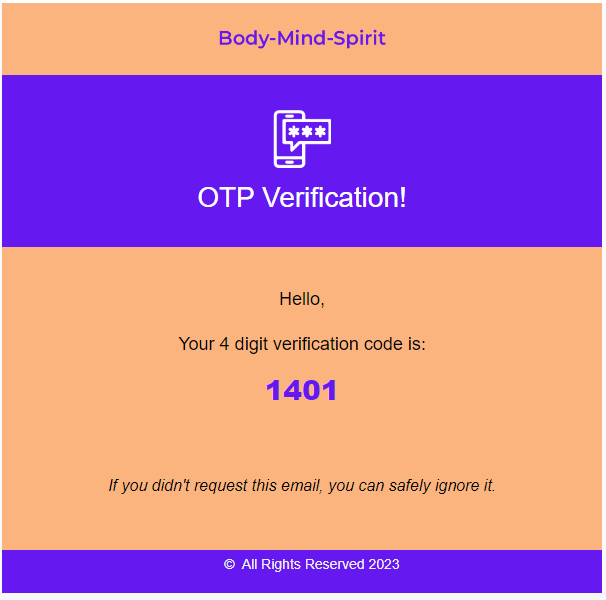 Body-Mind-Spirit
***
OTP Verification!
Hello,
Your 4 digit verification code is:
1401
If you didn't request this email, you can safely ignore it.
© All Rights Reserved 2023